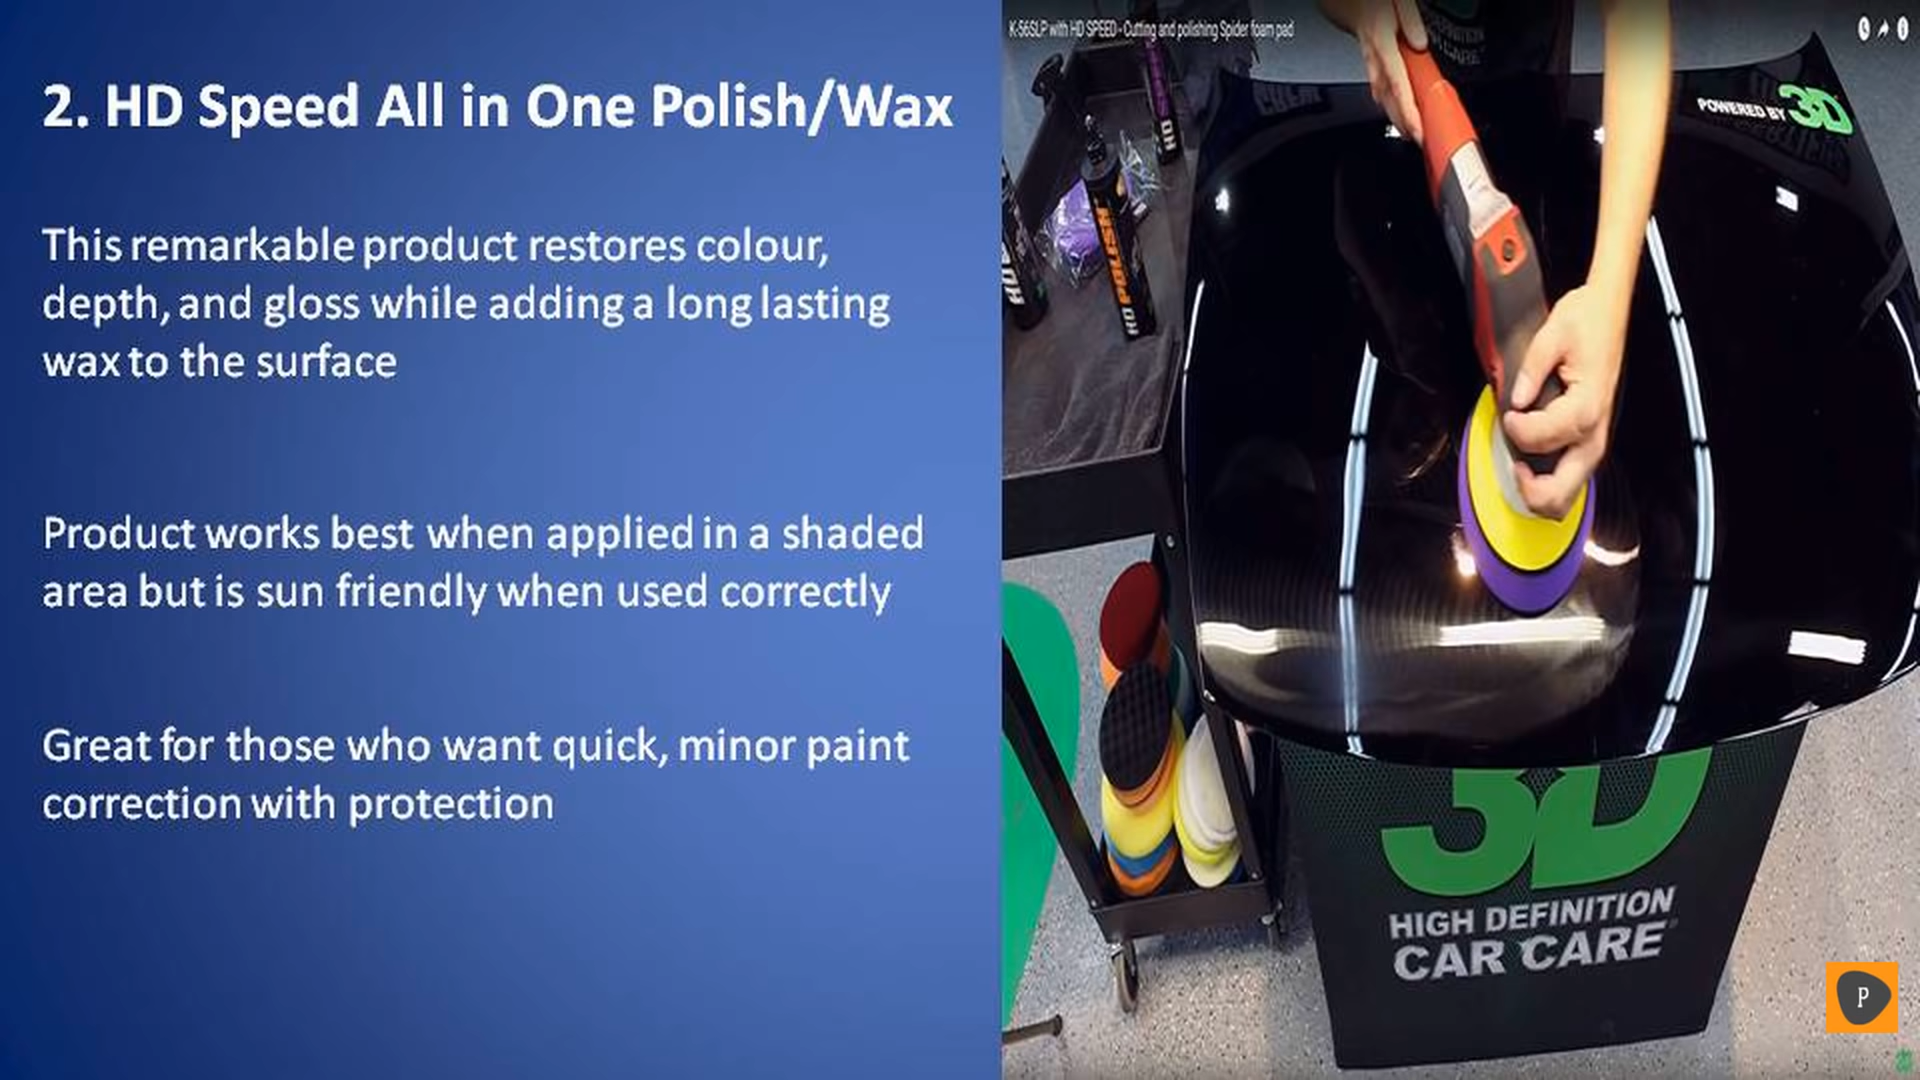 2. HD Speed All in One Polish/Wax
This remarkable product restores colour,
depth, and gloss while adding a long lasting
wax to the surface
Product works best when applied in a shaded
area but is sun friendly when used correctly
Great for those who want quick, minor paint
correction with protection
K-56SLP with HD SPEED - Cutting and polishing Spider foam pad
POWERED BY 3D
HD
HD POLISH
HD
3D
HIGH DEFINITION
CAR CARE
P